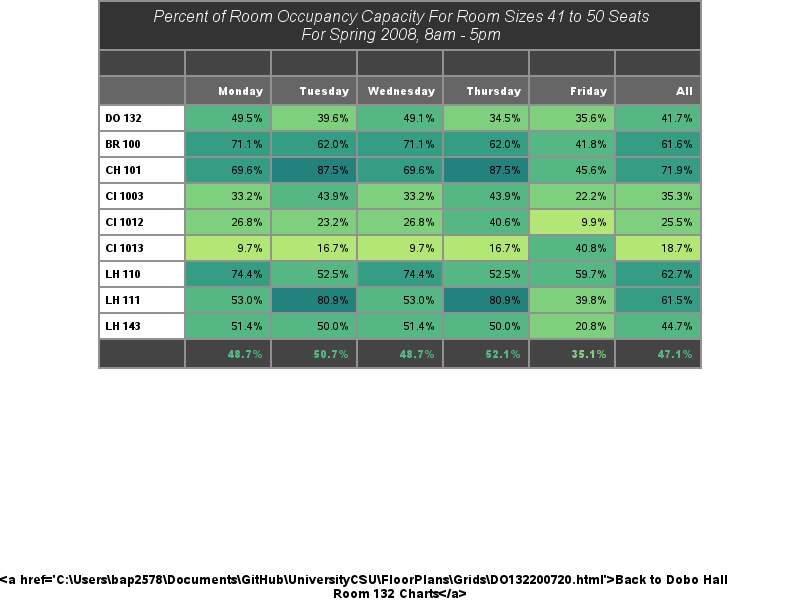 Percent of Room Occupancy Capacity For Room Sizes 41 to 50 Seats
For Spring 2008, 8am - 5pm
Monday Tuesday Wednesday Thursday Friday All
DO 132 49.5% 39.6% 49.1% 34.5% 35.6% 41.7%
BR 100 71.1% 62.0% 71.1% 62.0% 41.8% 61.6%
CH 101 69.6% 87.5% 69.6% 87.5% 45.6% 71.9%
CI 1003 33.2% 43.9% 33.2% 43.9% 22.2% 35.3%
CI 1012 26.8% 23.2% 26.8% 40.6% 9.9% 25.5%
CI 1013 9.7% 16.7% 9.7% 16.7% 40.8% 18.7%
LH 110 74.4% 52.5% 74.4% 52.5% 59.7% 62.7%
LH 111 53.0% 80.9% 53.0% 80.9% 39.8% 61.5%
LH 143 51.4% 50.0% 51.4% 50.0% 20.8% 44.7%
48.7% 50.7% 48.7% 52.1% 35.1% 47.1%
<a href='C:\Users\bap2578\Documents\GitHub\UniversityCSU\FloorPlans\Grids\DO132200720.html'>Back to Dobo Hall
Room 132 Charts</a>